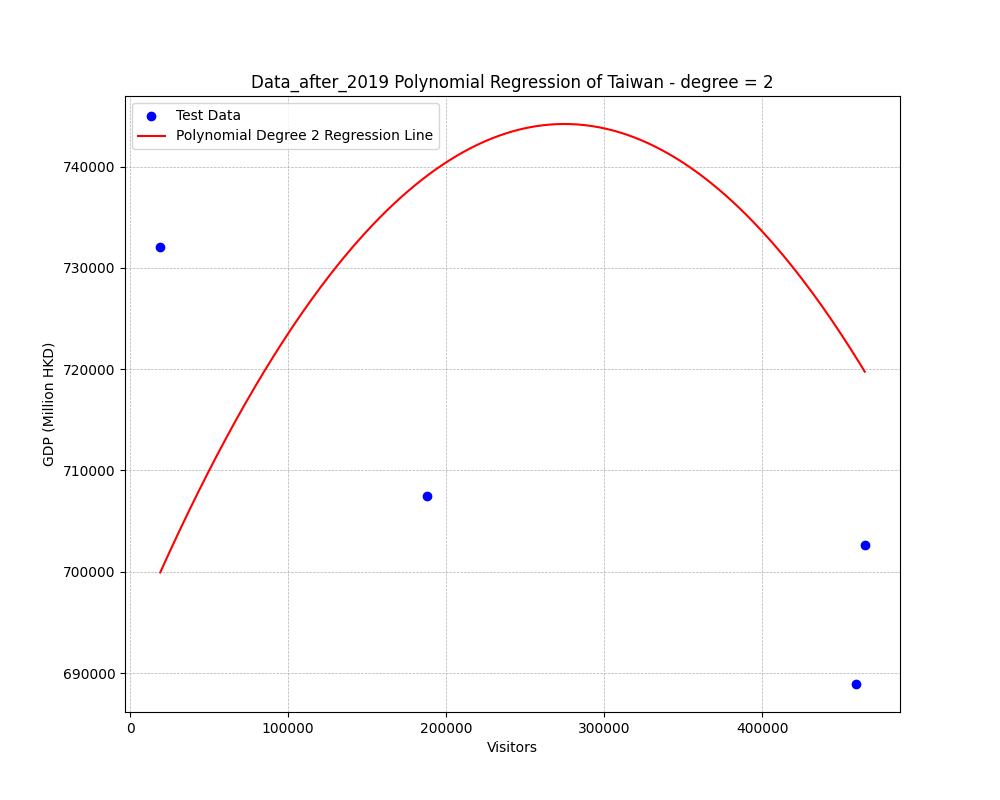 Data_after_2019 Polynomial Regression of Taiwan - degree = 2
Test Data
Polynomial Degree 2 Regression Line
740000
730000
720000
710000
700000
690000
GDP (Million HKD)
0
100000
200000
300000
400000
Visitors